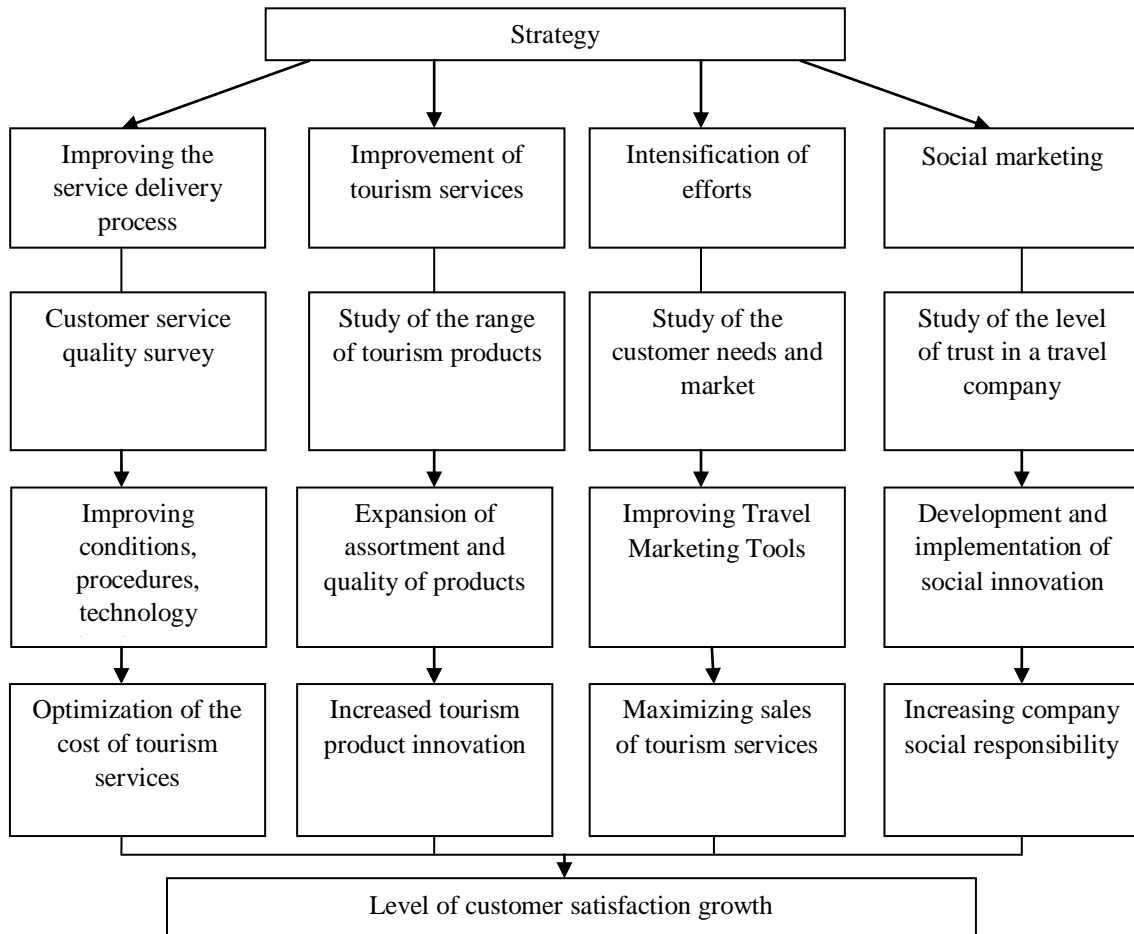 Strategy
Improving the
service delivery
process
Improvement of
tourism services
Intensification of
efforts
Social marketing
Customer service
quality survey
Study of the range
of tourism products
Study of the
customer needs and
market
Study of the level
of trust in a travel
company
Improving
conditions,
procedures,
technology
Expansion of
assortment and
quality of products
Improving Travel
Marketing Tools
Development and
implementation of
social innovation
Optimization of the
cost of tourism
services
Increased tourism
product innovation
Maximizing sales
of tourism services
Increasing company
social responsibility
Level of customer satisfaction growth